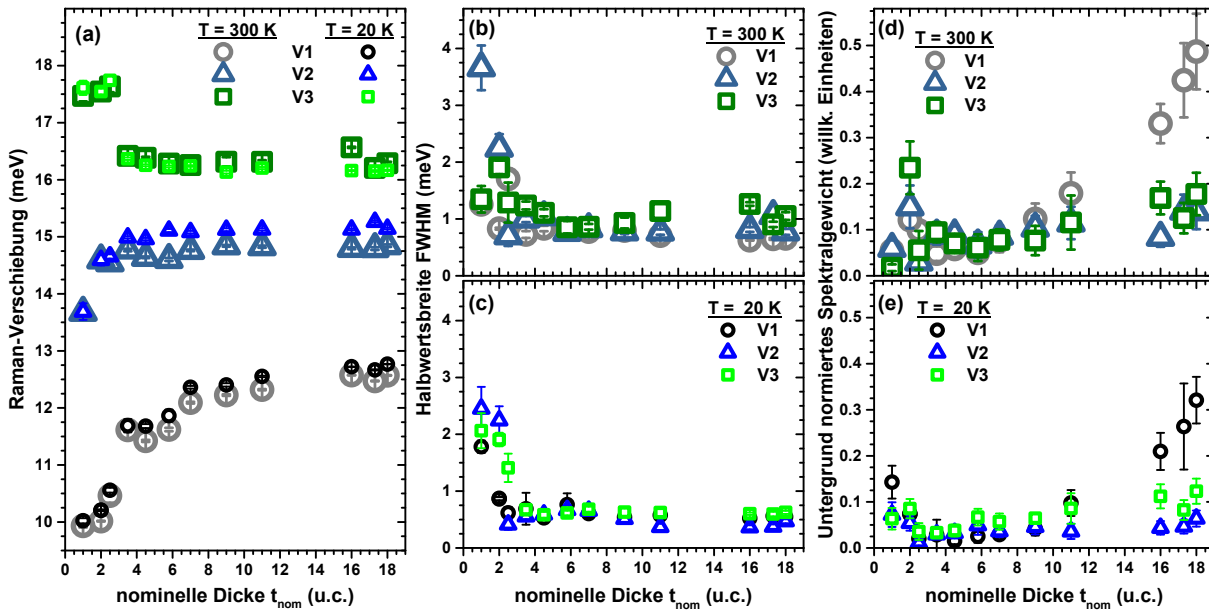 (a)
T = 300 K
T = 20 K
V1
V2
V3
18
17
16
15
14
13
12
11
10
Raman-Verschiebung (meV)
0 2 4 6 8 10 12 14 16 18
nominelle Dicke t_nom (u.c.)
(b)
T = 300 K
V1
V2
V3
4
3
2
1
0
Halbwertsbreite FWHM (meV)
(c)
T = 20 K
V1
V2
V3
3
2
1
0
0 2 4 6 8 10 12 14 16 18
nominelle Dicke t_nom (u.c.)
(d)
T = 300 K
V1
V2
V3
0.5
0.4
0.3
0.2
0.1
0.0
Untergrund normiertes Spektralgewicht (willk. Einheiten)
(e)
T = 20 K
V1
V2
V3
0.5
0.4
0.3
0.2
0.1
0.0
0 2 4 6 8 10 12 14 16 18
nominelle Dicke t_nom (u.c.)